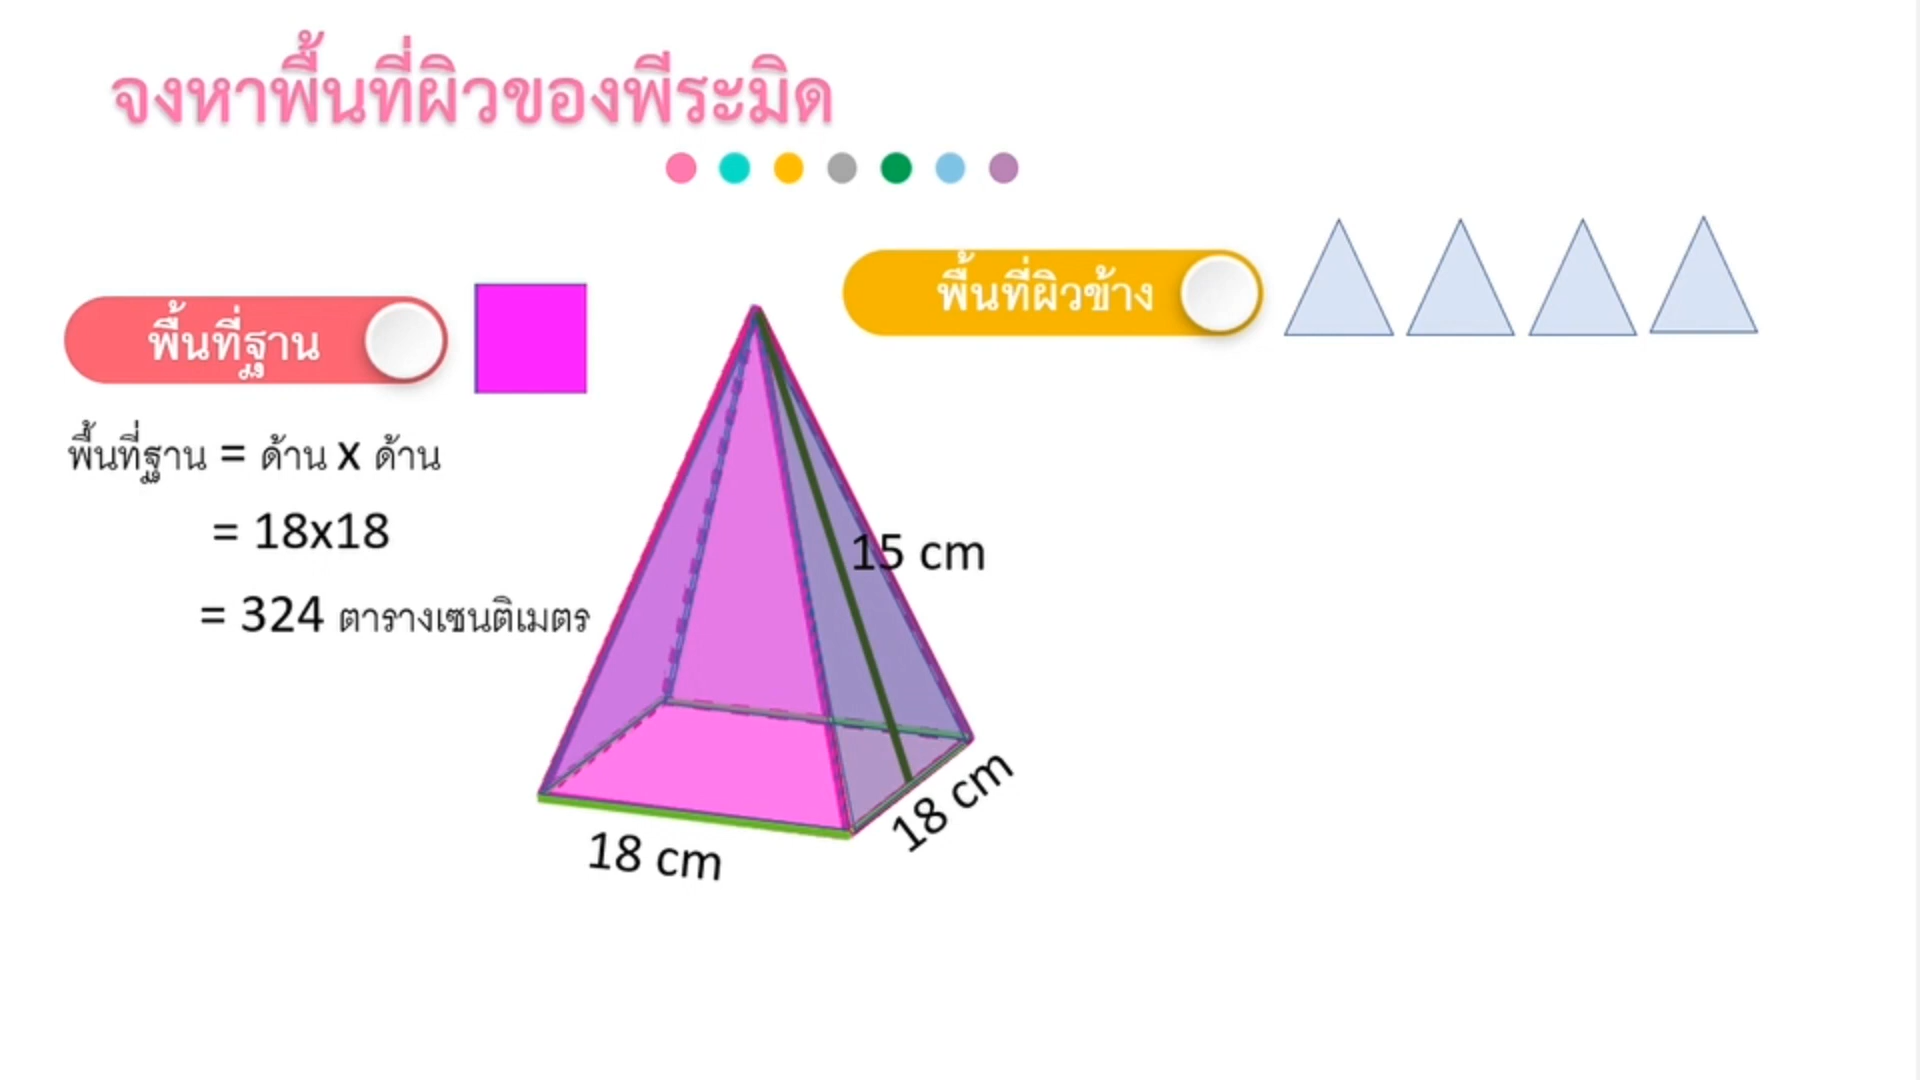 จงหาพื้นที่ผิวของพีระมิด
พื้นที่ฐาน
พื้นที่ฐาน = ด้าน x ด้าน
= 18x18
= 324 ตารางเซนติเมตร
พื้นที่ผิวข้าง
15 cm
18 cm
18 cm